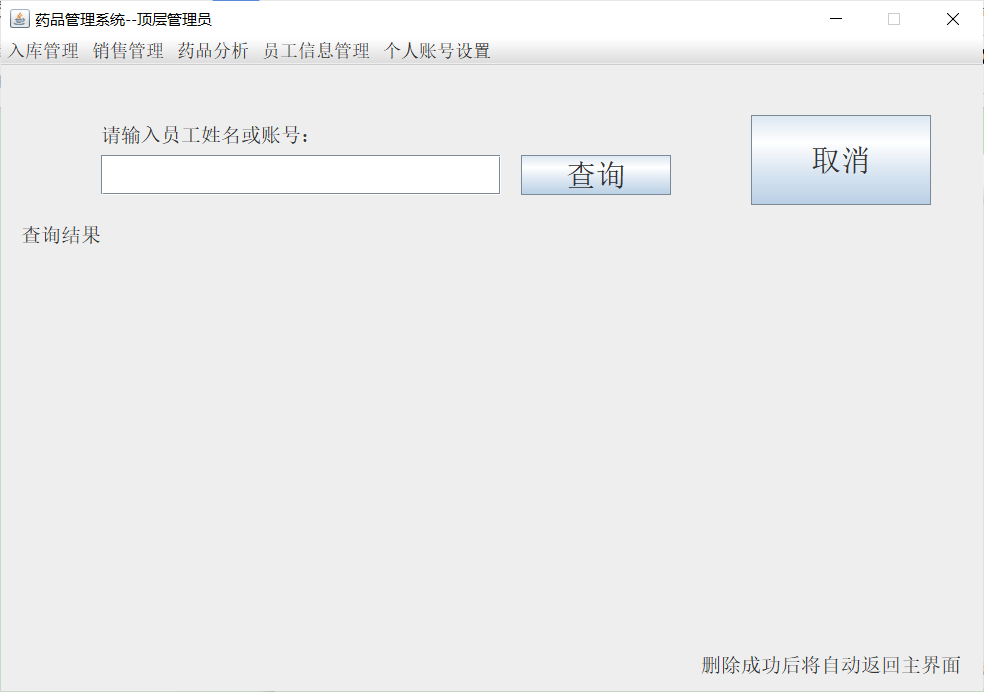 药品管理系统--顶层管理员
入库管理 销售管理 药品分析 员工信息管理 个人账号设置
请输入员工姓名或账号：
查询
取消
查询结果
删除成功后将自动返回主界面